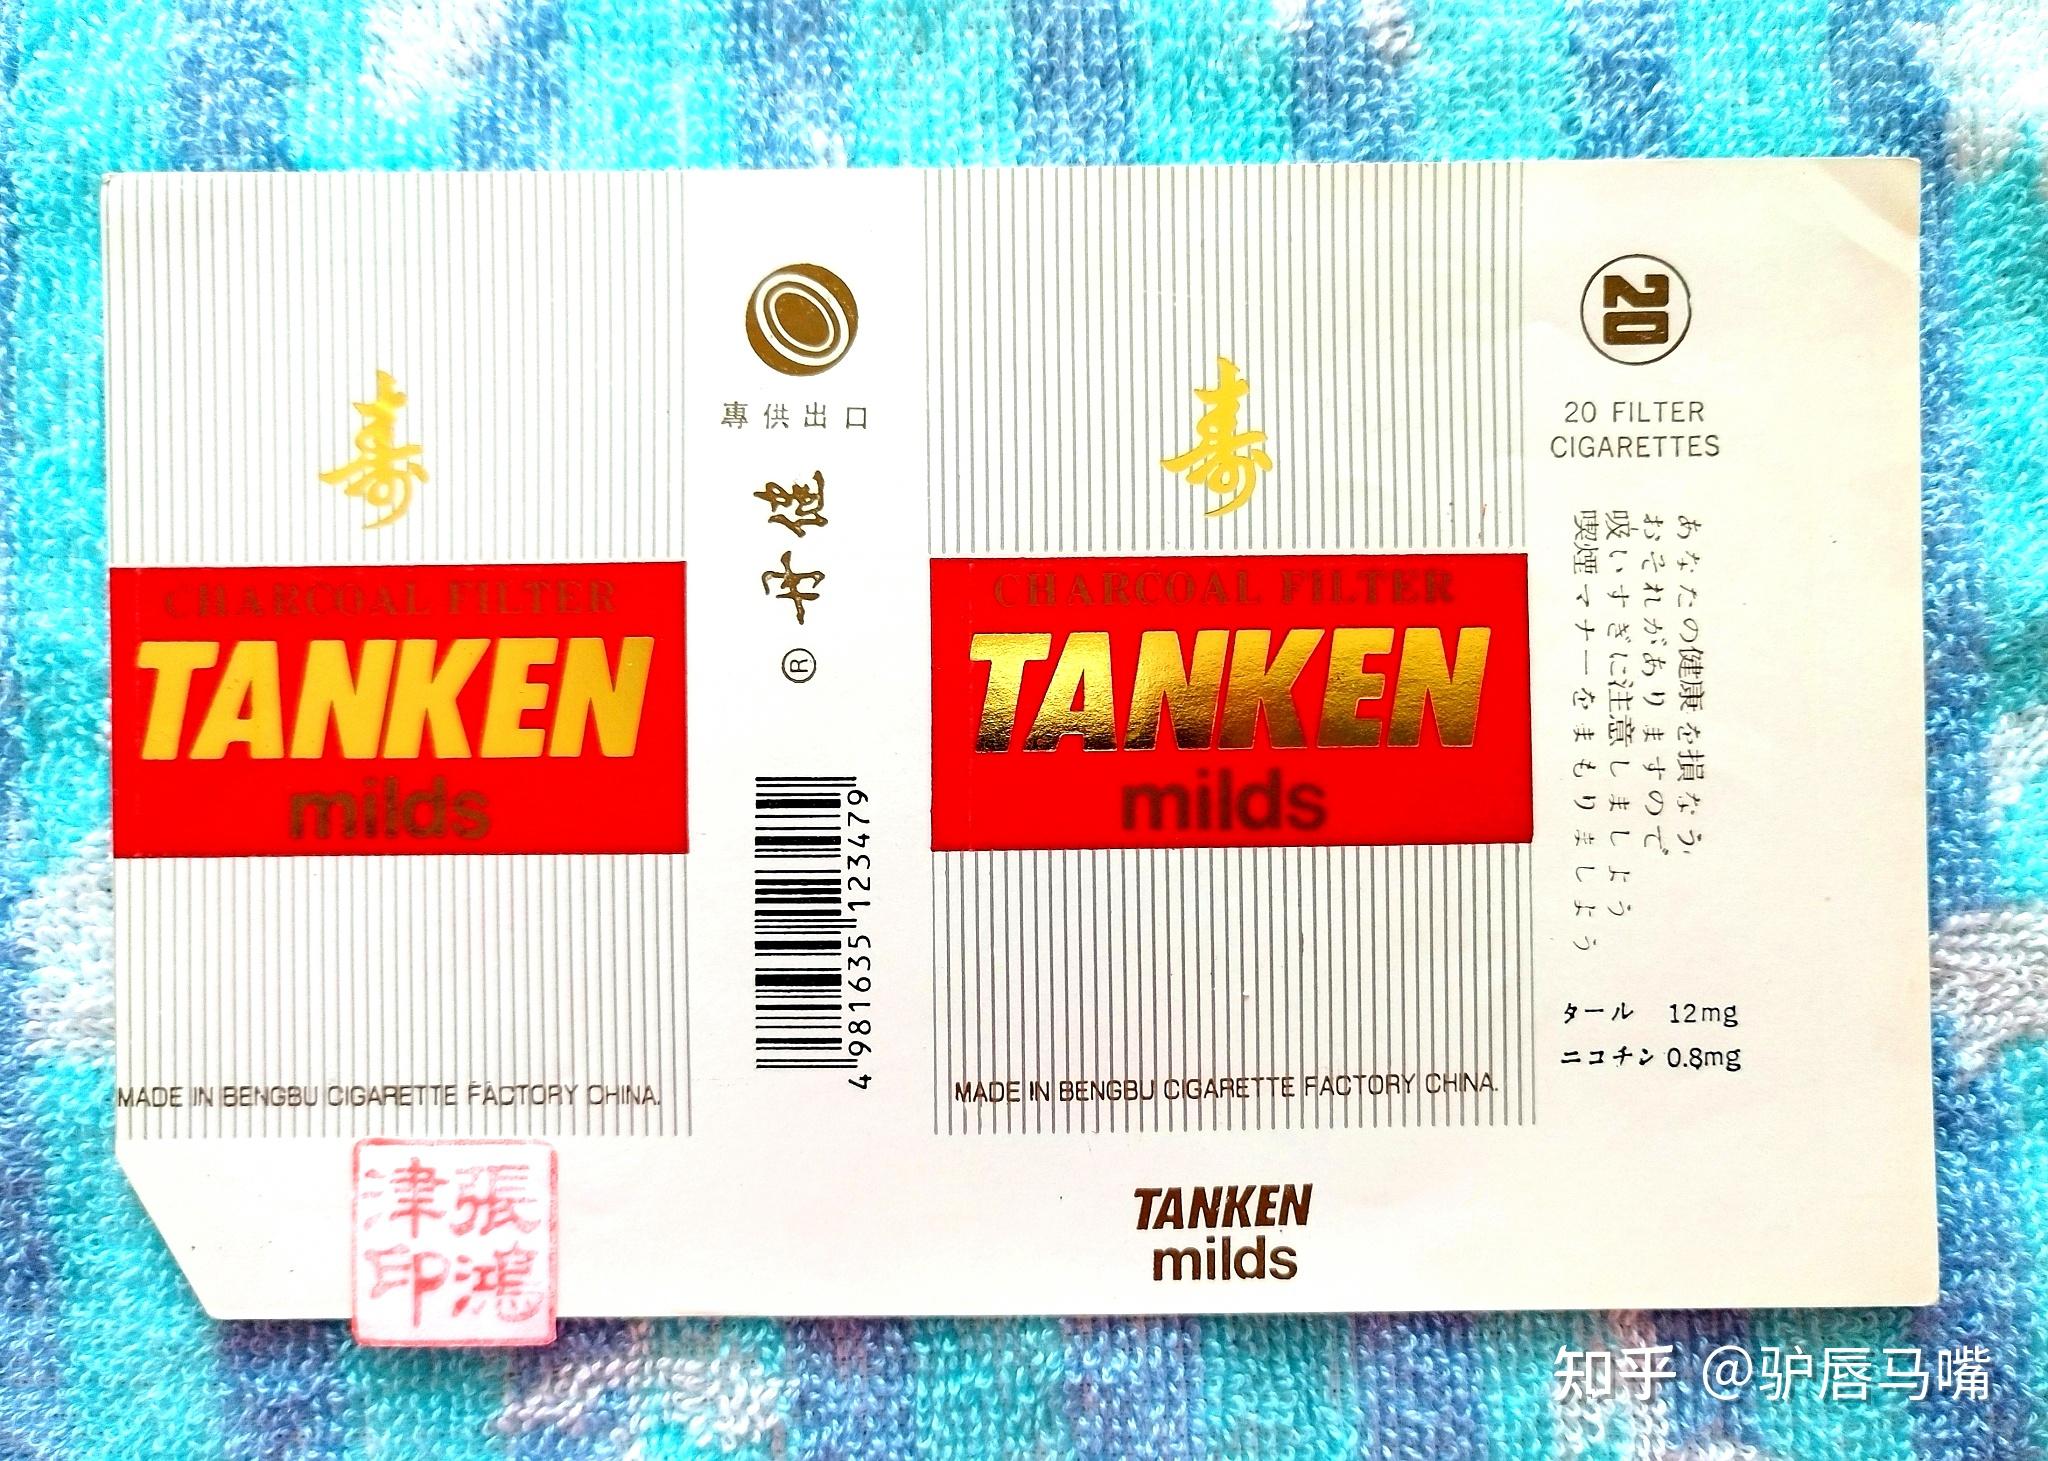 寿
CHARCOAL FILTER
TANKEN
milds
MADE IN BENGBU CIGARETTE FACTORY CHINA.
張鴻
津印
專供出口
丹健
®
4981635123479
寿
CHARCOAL FILTER
TANKEN
milds
MADE IN BENGBU CIGARETTE FACTORY CHINA.
TANKEN
milds
20
20 FILTER
CIGARETTES
あなたの健康を損なう
おそれがありますので
吸いすぎに注意しましょう
喫煙マナーをまもりましょう
タール 12mg
ニコチン 0.8mg
知乎 @驴唇马嘴